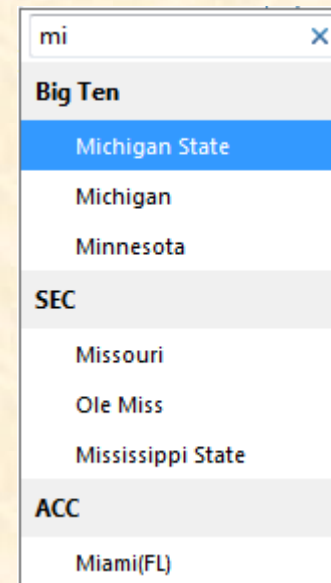 mi
Big Ten
Michigan State
Michigan
Minnesota
SEC
Missouri
Ole Miss
Mississippi State
ACC
Miami(FL)